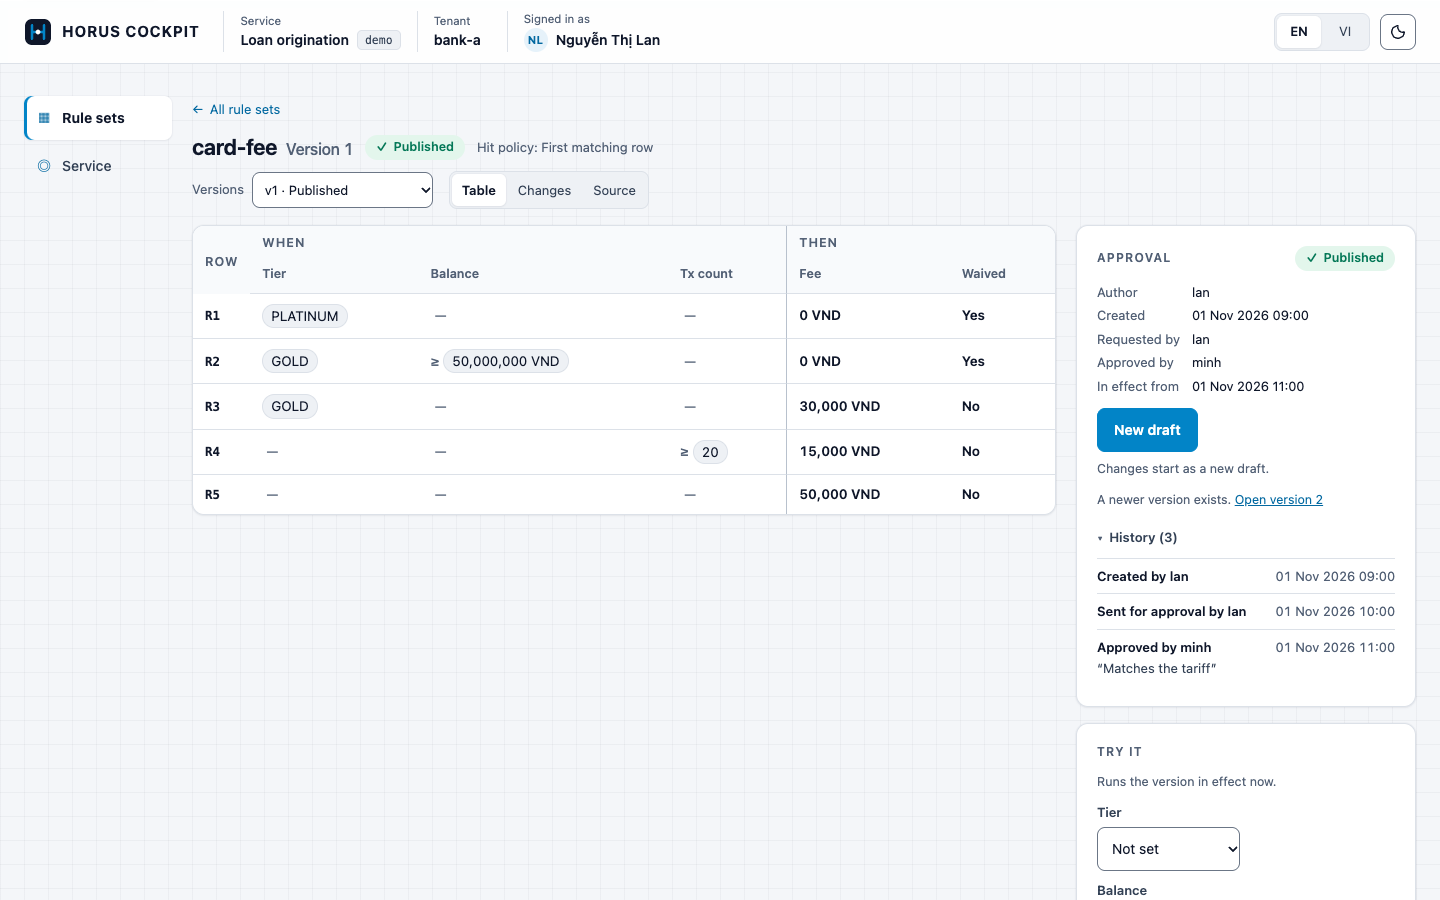 HORUS COCKPIT
Service
Loan origination demo
Tenant
bank-a
Signed in as
NL Nguyễn Thị Lan
EN VI
Rule sets
Service
← All rule sets
card-fee Version 1 ✓ Published Hit policy: First matching row
Versions v1 · Published Table Changes Source
ROW WHEN THEN
Tier Balance Tx count Fee Waived
R1 PLATINUM — — 0 VND Yes
R2 GOLD ≥ 50,000,000 VND — 0 VND Yes
R3 GOLD — — 30,000 VND No
R4 — — ≥ 20 15,000 VND No
R5 — — — 50,000 VND No
APPROVAL ✓ Published
Author lan
Created 01 Nov 2026 09:00
Requested by lan
Approved by minh
In effect from 01 Nov 2026 11:00
New draft
Changes start as a new draft.
A newer version exists. Open version 2
▾ History (3)
Created by lan 01 Nov 2026 09:00
Sent for approval by lan 01 Nov 2026 10:00
Approved by minh 01 Nov 2026 11:00
“Matches the tariff”
TRY IT
Runs the version in effect now.
Tier
Not set
Balance